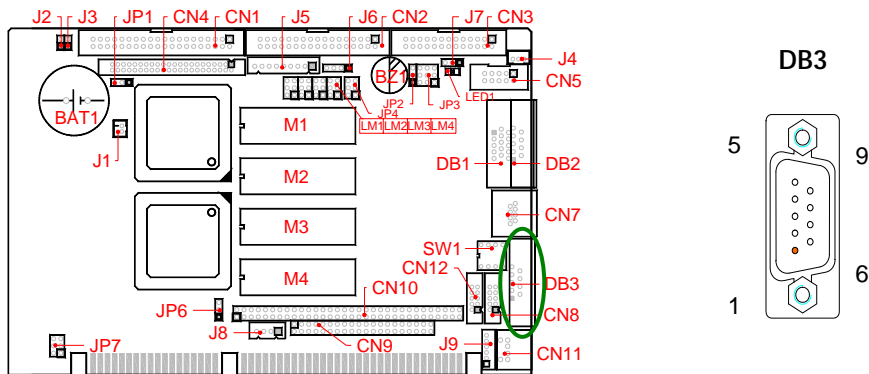 J2 J3 JP1 CN4 CN1 J5 J6 CN2 J7 CN3
J4
DB3
BZ1
CN5
BAT1
JP2 JP3 LED1
JP4
M1
LM1 LM2 LM3 LM4
J1
DB1 DB2
5 9
M2
CN7
M3
SW1
CN12
M4
CN10
DB3
6
JP6
CN8
1
J8
CN9
J9
CN11
JP7